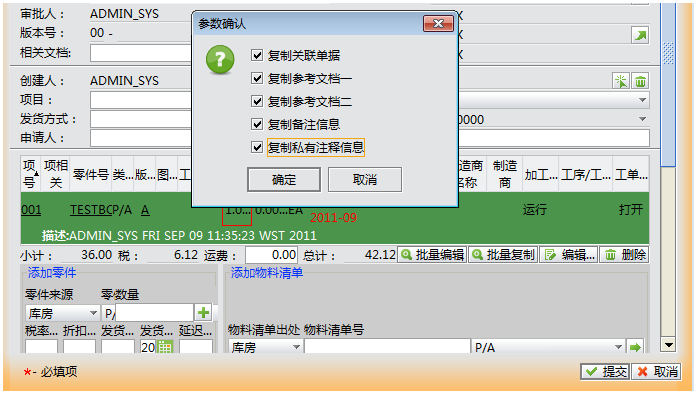 审批人： ADMIN_SYS
版本号： 00 -
相关文档:
创建人： ADMIN_SYS
项目：
发货方式：
0000
申请人：
参数确认
复制关联单据
复制参考文档一
复制参考文档二
复制备注信息
复制私有注释信息
确定 取消
项号 项相关 零件号 类... 版... 图... 工 造商名称 制造商 加工... 工序/工... 工单...
001 TESTBC P/A A 1.0... 0.00... EA 2011-09 运行 打开
描述:ADMIN_SYS FRI SEP 09 11:35:23 WST 2011
小计： 36.00 税： 6.12 运费： 0.00 总计： 42.12 批量编辑 批量复制 编辑... 删除
添加零件 添加物料清单
零件来源 零数量
库房 P/
税率... 折扣... 发货... 发货... 延迟... 物料清单出处 物料清单号
20 库房 P/A
*- 必填项 提交 取消